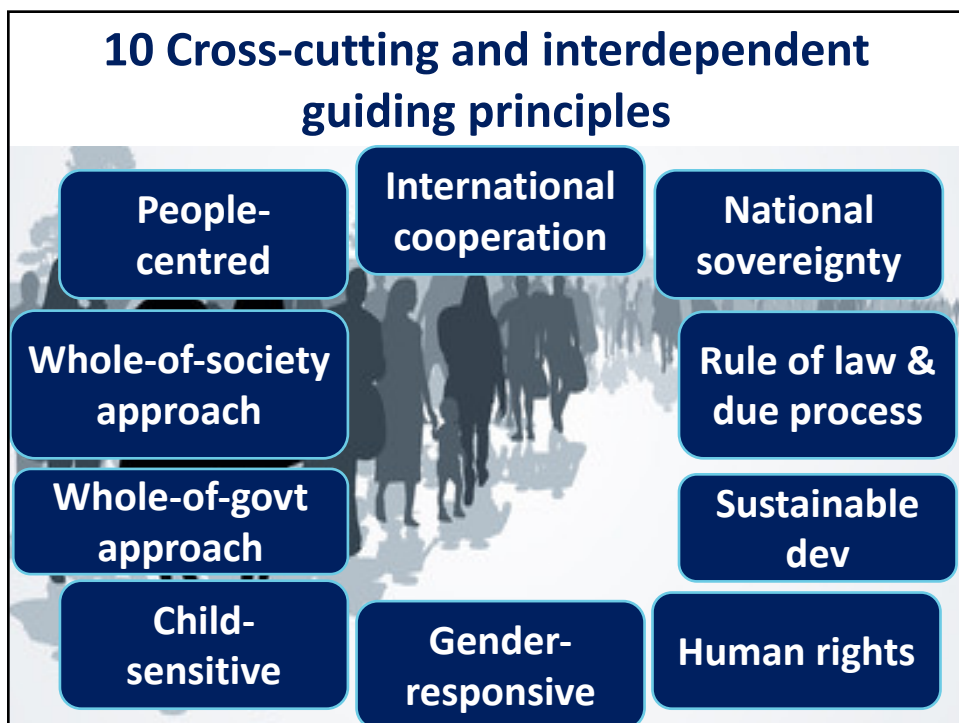 10 Cross-cutting and interdependent
guiding principles
People-
centred
International
cooperation
National
sovereignty
Whole-of-society
approach
Rule of law &
due process
Whole-of-govt
approach
Sustainable
dev
Child-
sensitive
Gender-
responsive
Human rights